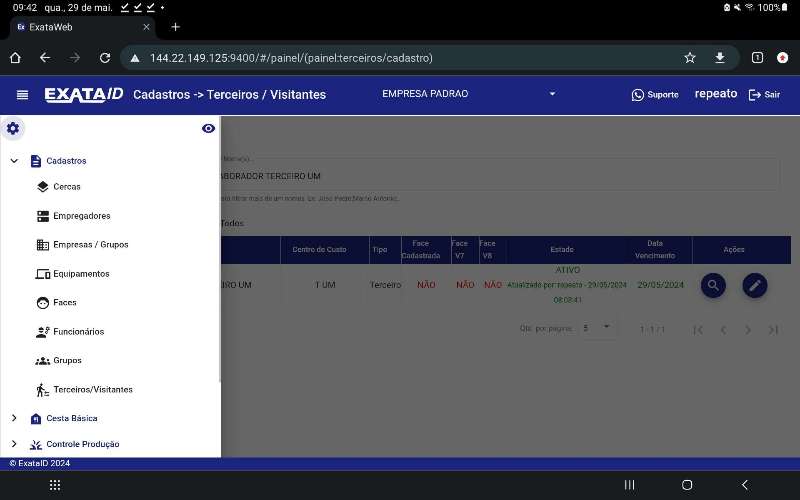 09:42 qua., 29 de mai.
100%
Ex ExataWeb
144.22.149.125:9400/#/painel/(painel:terceiros/cadastro)
1
EXATAID Cadastros -> Terceiros / Visitantes EMPRESA PADRAO Suporte repeato Sair
Nome(s)...
ABORADOR TERCEIRO UM
Cadastros
Cercas
Empregadores
Todos
Empresas / Grupos
Centro de Custo Tipo Face Cadastrada Face V7 Face V8 Estado Data Vencimento Ações
Equipamentos
IRO UM T UM Terceiro NÃO NÃO NÃO ATIVO Atualizado por: repeato - 29/05/2024 08:08:41 29/05/2024
Faces
Funcionários
Qtd. por página: 5 1 - 1 / 1
Grupos
Terceiros/Visitantes
Cesta Básica
Controle Produção
© ExataID 2024